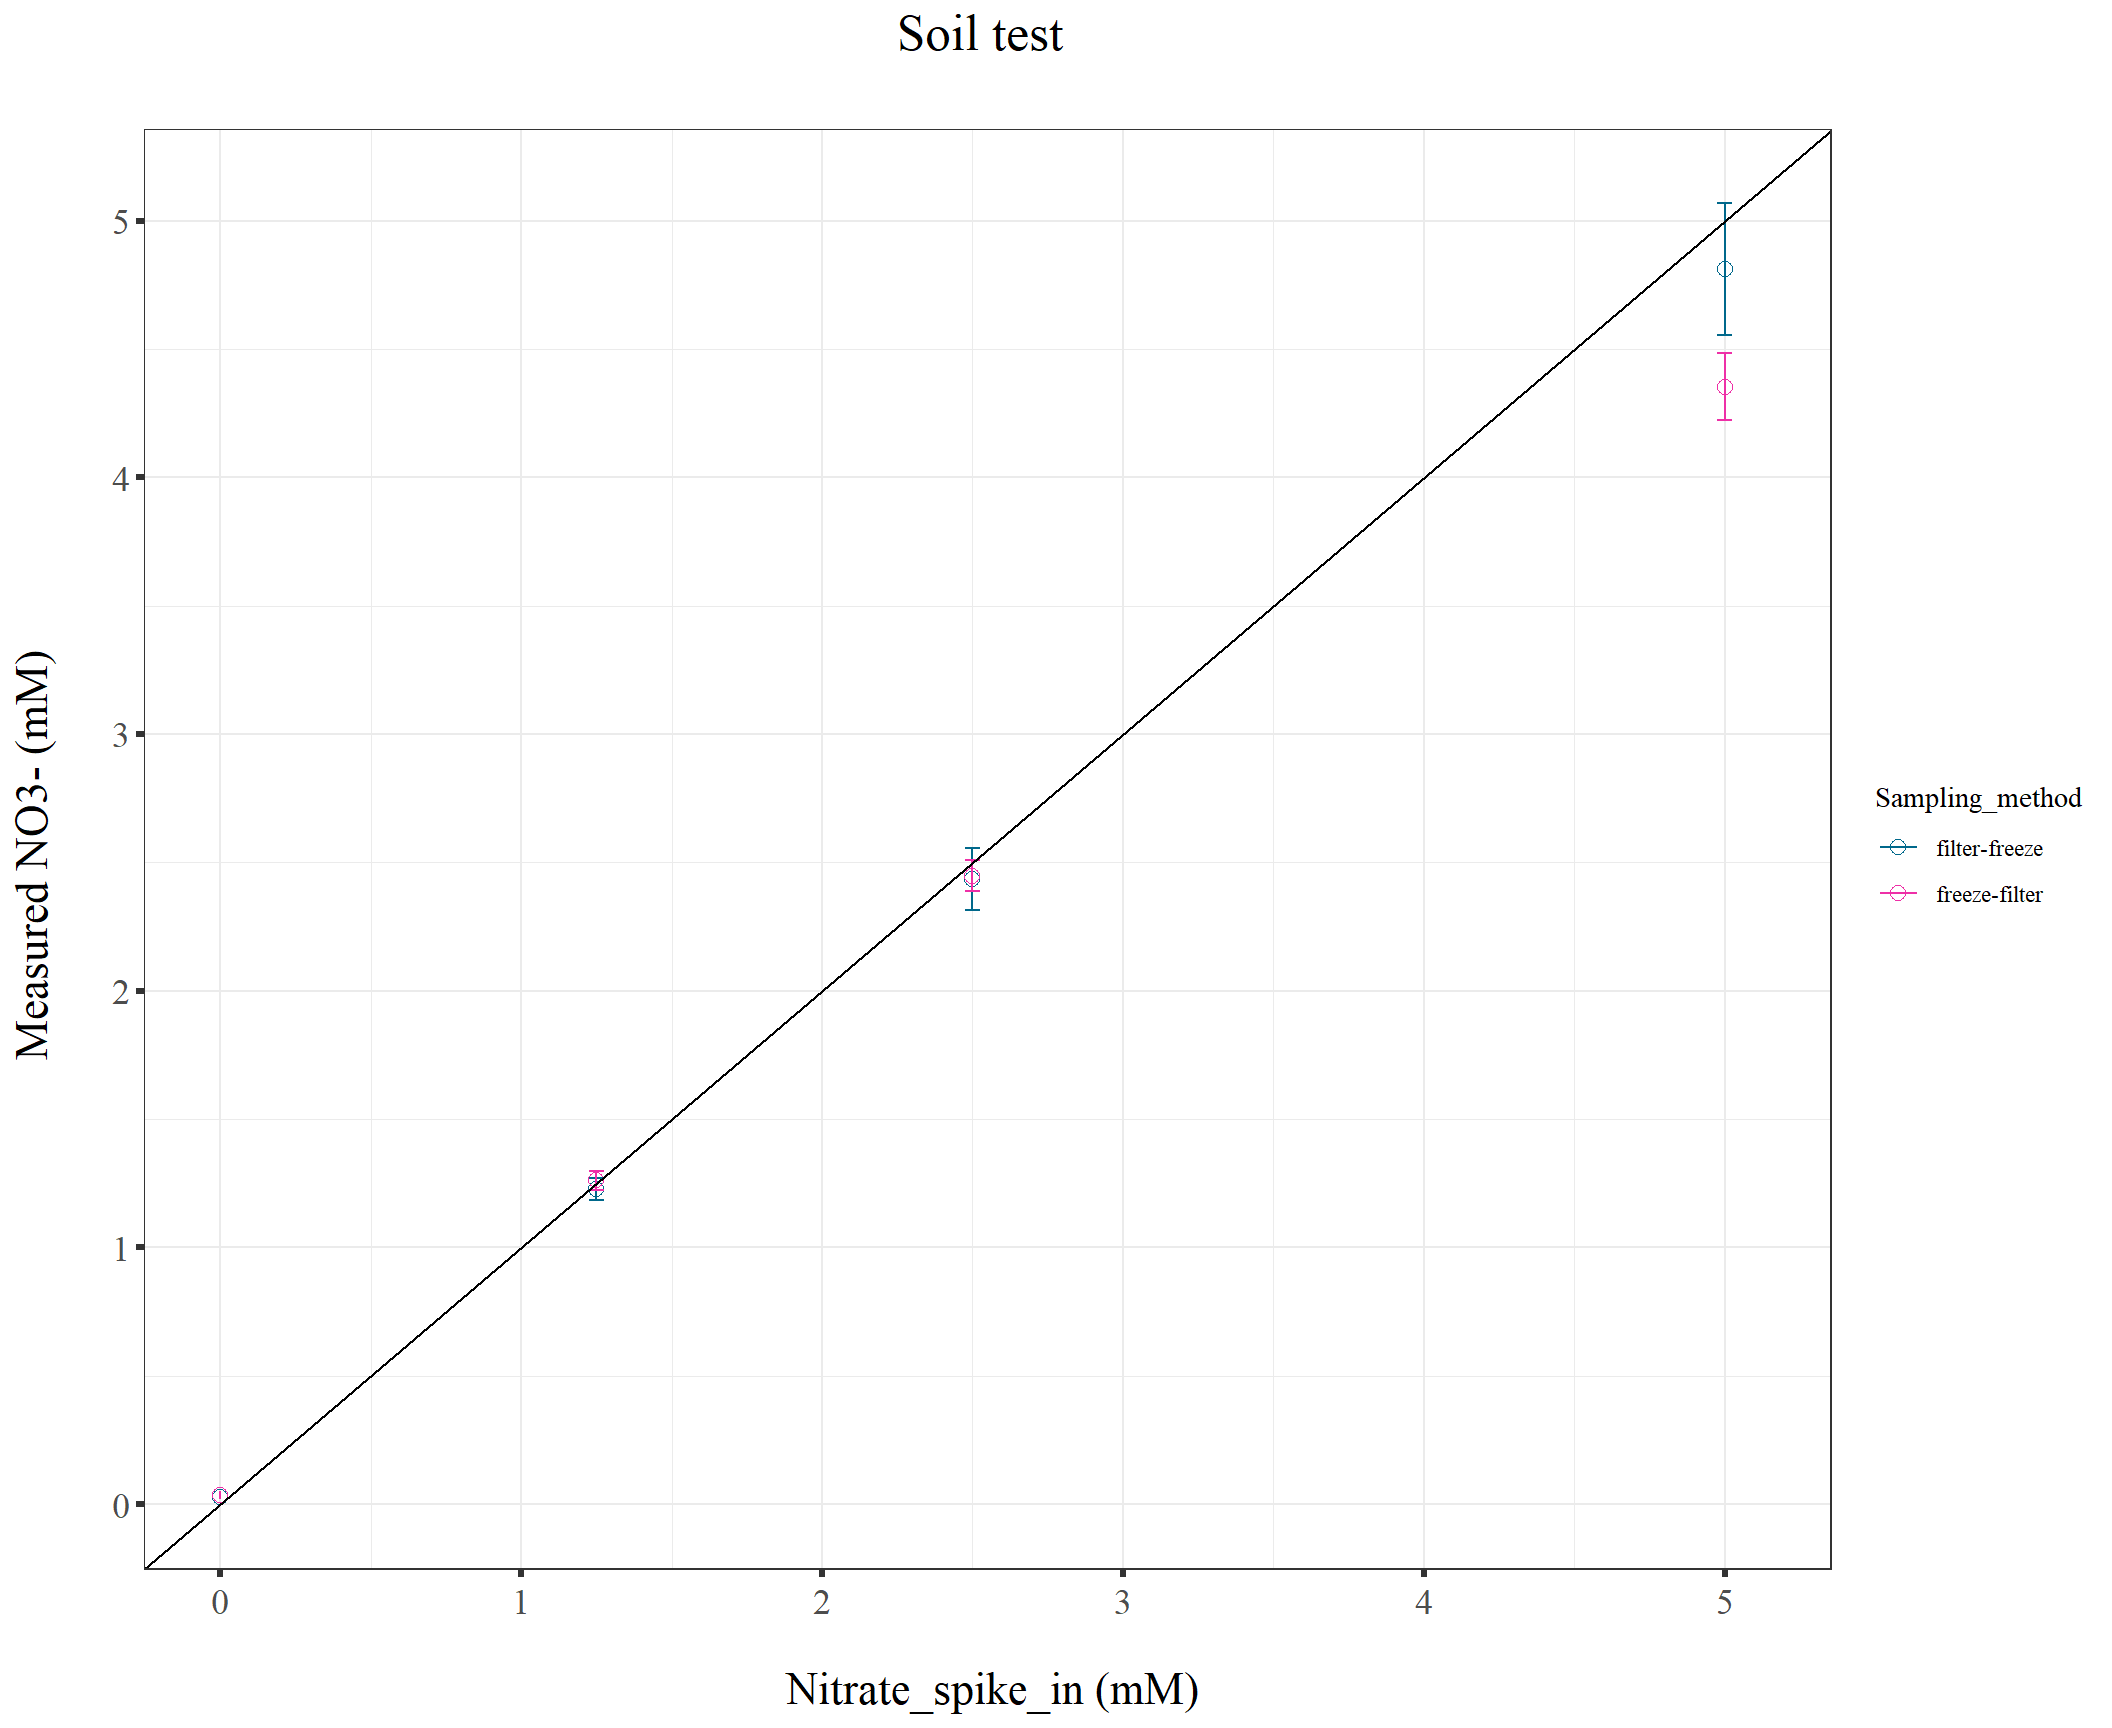 Soil test
Measured NO3- (mM)
5
4
3
2
1
0
0 1 2 3 4 5
Nitrate_spike_in (mM)
Sampling_method
filter-freeze
freeze-filter